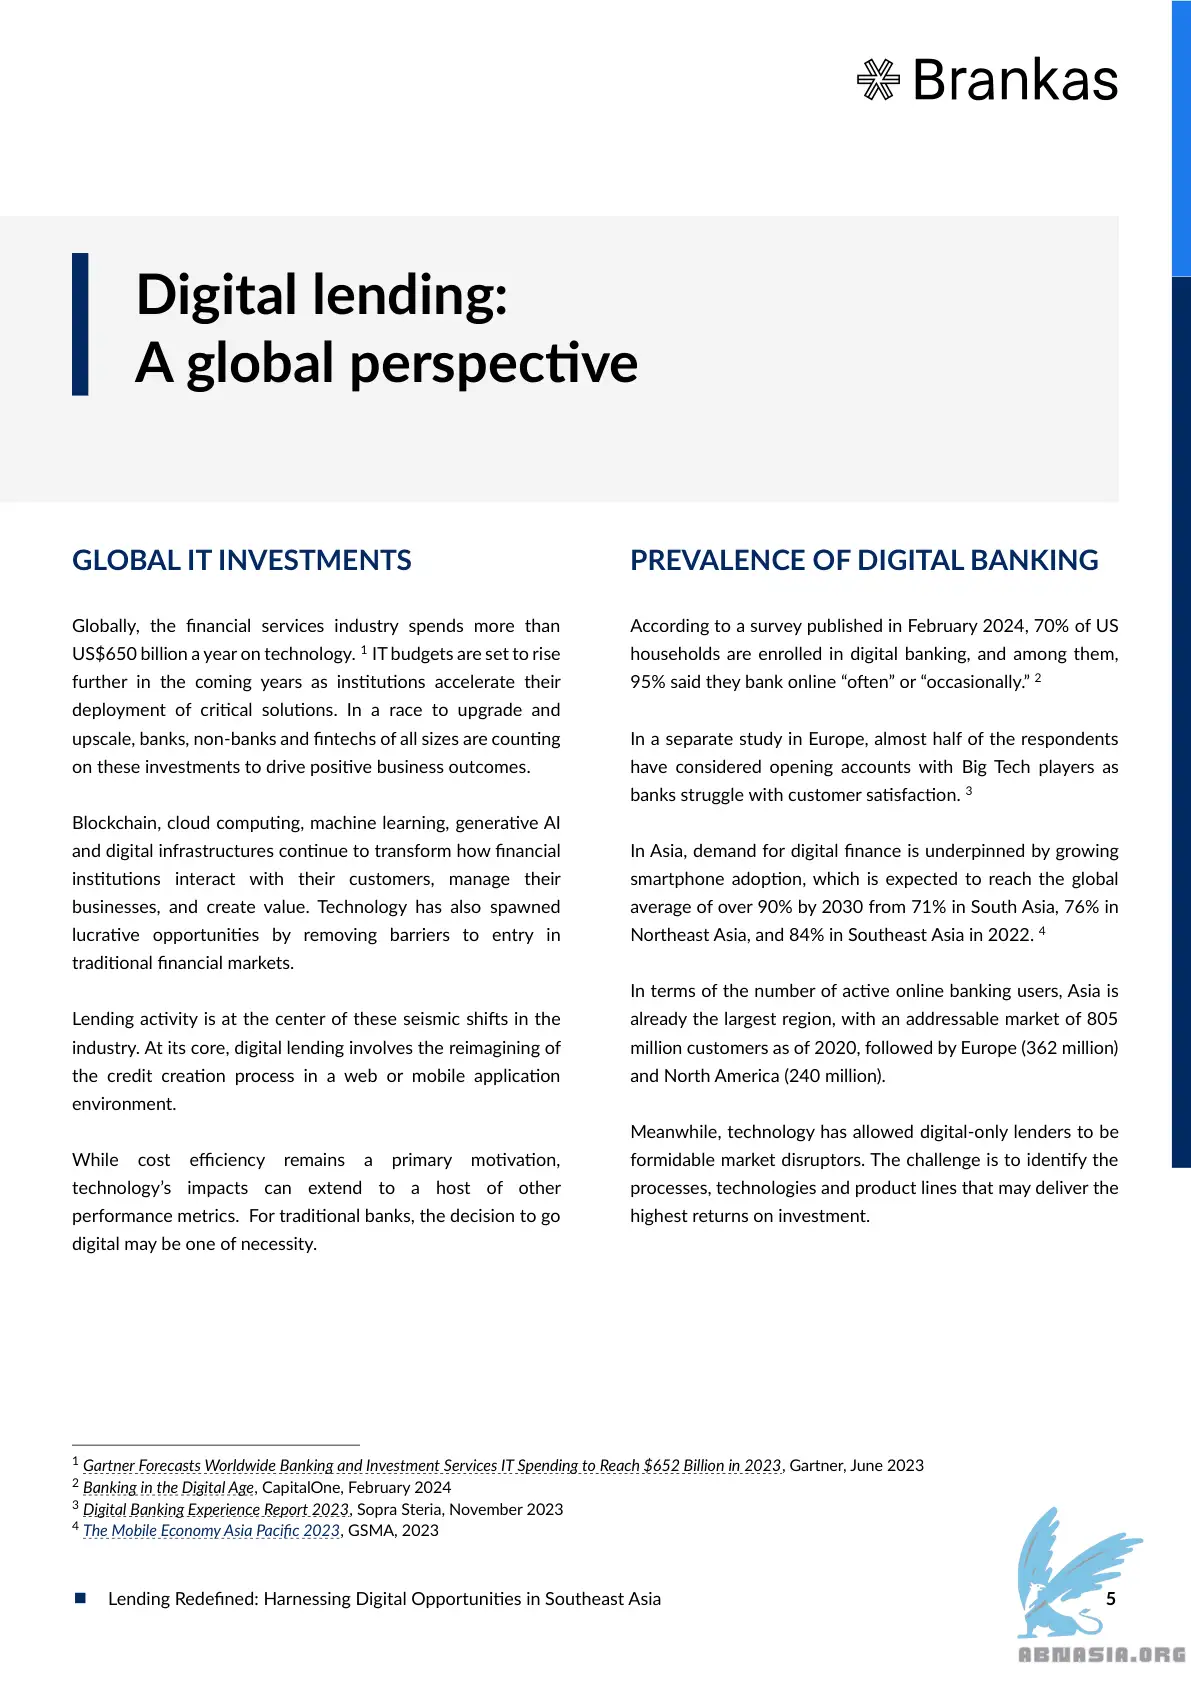 Brankas
Digital lending:
A global perspective
GLOBAL IT INVESTMENTS
Globally, the financial services industry spends more than
US$650 billion a year on technology. 1 IT budgets are set to rise
further in the coming years as institutions accelerate their
deployment of critical solutions. In a race to upgrade and
upscale, banks, non-banks and fintechs of all sizes are counting
on these investments to drive positive business outcomes.
Blockchain, cloud computing, machine learning, generative AI
and digital infrastructures continue to transform how financial
institutions interact with their customers, manage their
businesses, and create value. Technology has also spawned
lucrative opportunities by removing barriers to entry in
traditional financial markets.
Lending activity is at the center of these seismic shifts in the
industry. At its core, digital lending involves the reimagining of
the credit creation process in a web or mobile application
environment.
While cost efficiency remains a primary motivation,
technology’s impacts can extend to a host of other
performance metrics. For traditional banks, the decision to go
digital may be one of necessity.
PREVALENCE OF DIGITAL BANKING
According to a survey published in February 2024, 70% of US
households are enrolled in digital banking, and among them,
95% said they bank online “often” or “occasionally.” 2
In a separate study in Europe, almost half of the respondents
have considered opening accounts with Big Tech players as
banks struggle with customer satisfaction. 3
In Asia, demand for digital finance is underpinned by growing
smartphone adoption, which is expected to reach the global
average of over 90% by 2030 from 71% in South Asia, 76% in
Northeast Asia, and 84% in Southeast Asia in 2022. 4
In terms of the number of active online banking users, Asia is
already the largest region, with an addressable market of 805
million customers as of 2020, followed by Europe (362 million)
and North America (240 million).
Meanwhile, technology has allowed digital-only lenders to be
formidable market disruptors. The challenge is to identify the
processes, technologies and product lines that may deliver the
highest returns on investment.
1 Gartner Forecasts Worldwide Banking and Investment Services IT Spending to Reach $652 Billion in 2023, Gartner, June 2023
2 Banking in the Digital Age, CapitalOne, February 2024
3 Digital Banking Experience Report 2023, Sopra Steria, November 2023
4 The Mobile Economy Asia Pacific 2023, GSMA, 2023
Lending Redefined: Harnessing Digital Opportunities in Southeast Asia
5
ABNASIA.ORG